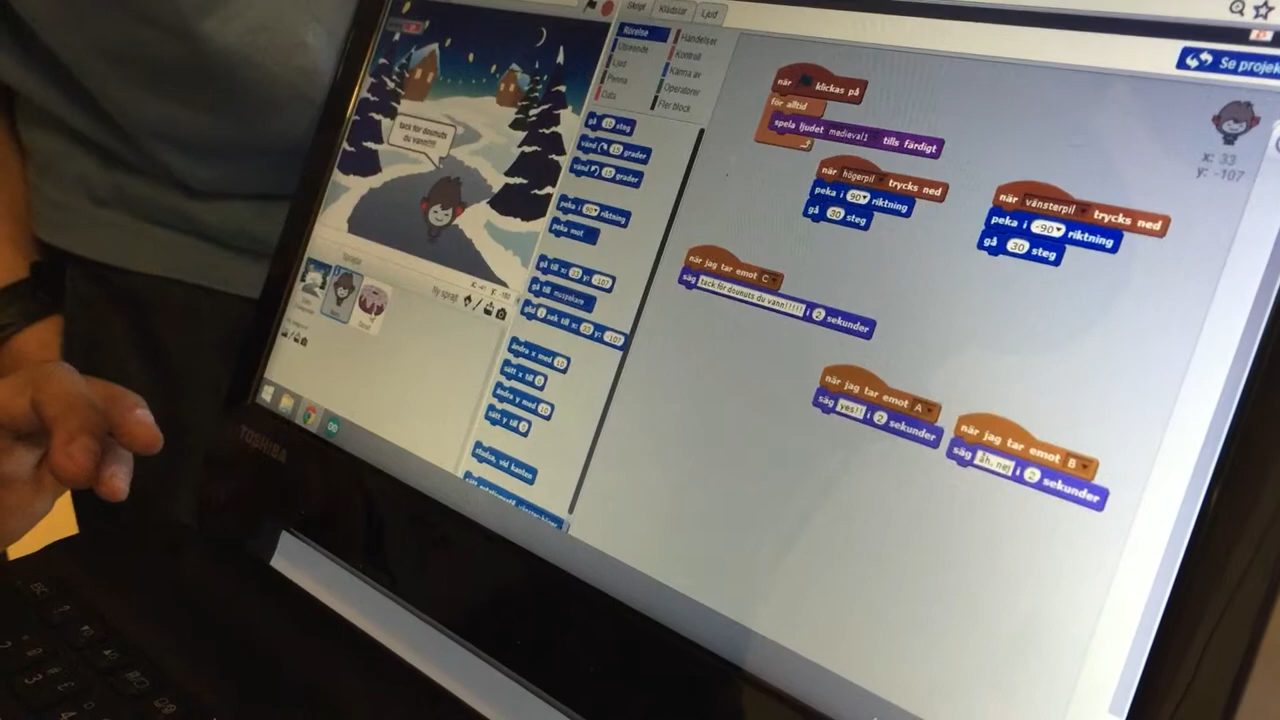 Skript
Klädslar
Ljud
Se projek
Rörelse
Händelser
Utseende
Kontroll
Ljud
Känna av
Penna
Operatorer
Data
Fler block
gå 10 steg
vänd 15 grader
vänd 15 grader
peka i 90 riktning
peka mot
gå till x: 33 y: -107
gå till muspekare
glid 1 sek till x: 33 y: -107
ändra x med 10
sätt x till 0
ändra y med 10
sätt y till 0
studsa, vid kanten
tack för dounuts
du vann!!!!!
Ny sprajt
när klickas på
för alltid
spela ljudet medieval1 tills färdigt
när högerpil trycks ned
peka i 90 riktning
gå 30 steg
när vänsterpil trycks ned
peka i -90 riktning
gå 30 steg
när jag tar emot C
säg tack för dounuts du vann!!!!! i 2 sekunder
när jag tar emot A
säg yes!! i 2 sekunder
när jag tar emot B
säg åh, nej i 2 sekunder
x: 33
y: -107
TOSHIBA